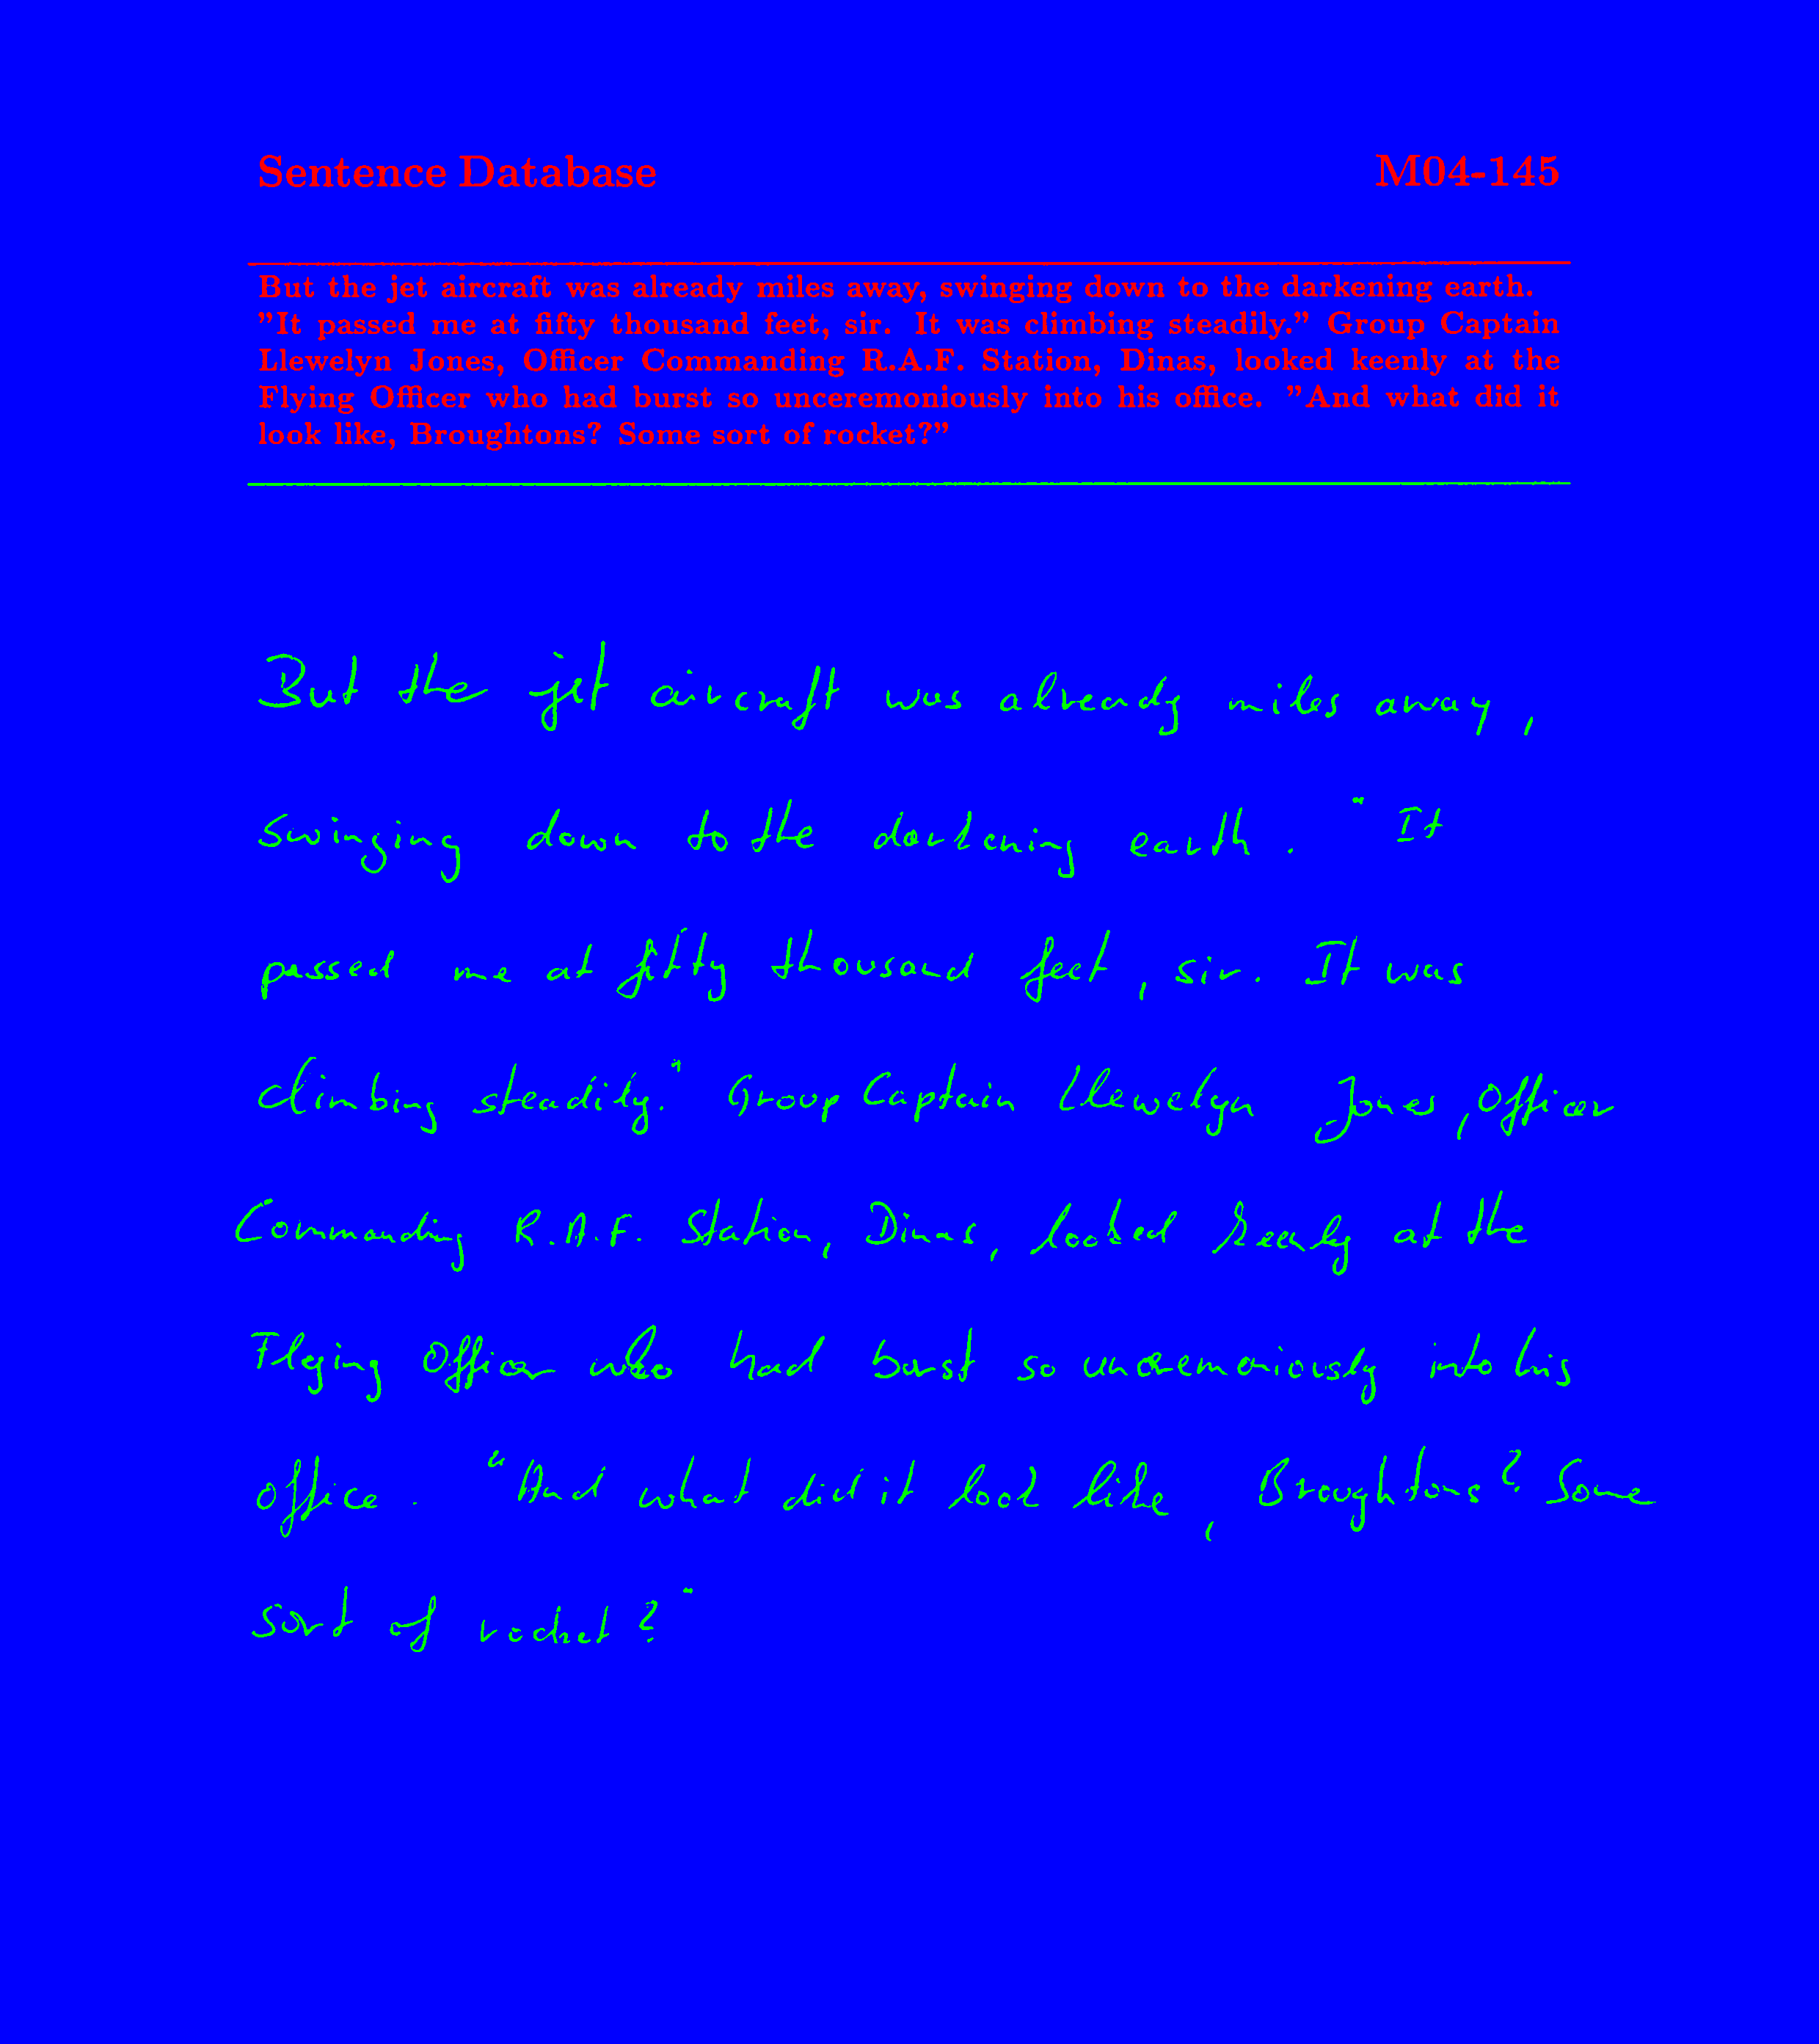 Sentence Database M04-145
But the jet aircraft was already miles away, swinging down to the darkening earth.
"It passed me at fifty thousand feet, sir. It was climbing steadily." Group Captain
Llewelyn Jones, Officer Commanding R.A.F. Station, Dinas, looked keenly at the
Flying Officer who had burst so unceremoniously into his office. "And what did it
look like, Broughtons? Some sort of rocket?"
But the jet aircraft was already miles away,
swinging down to the darkening earth. "It
passed me at fifty thousand feet, sir. It was
climbing steadily." Group Captain Llewelyn Jones, Officer
Commanding R.A.F. Station, Dinas, looked keenly at the
Flying Officer who had burst so unceremoniously into his
office. "And what did it look like, Broughtons? Some
sort of rocket?"